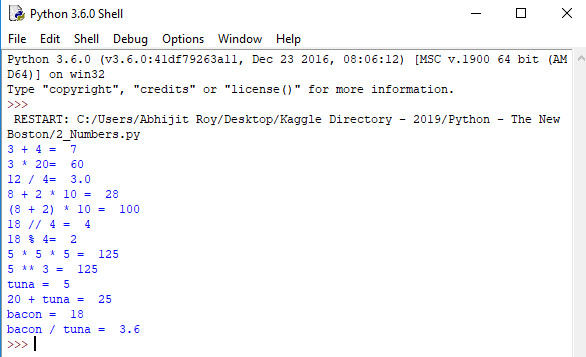 Python 3.6.0 Shell
File Edit Shell Debug Options Window Help
Python 3.6.0 (v3.6.0:41df79263a11, Dec 23 2016, 08:06:12) [MSC v.1900 64 bit (AM
D64)] on win32
Type "copyright", "credits" or "license()" for more information.
>>>
 RESTART: C:/Users/Abhijit Roy/Desktop/Kaggle Directory - 2019/Python - The New
Boston/2_Numbers.py
3 + 4 =  7
3 * 20=  60
12 / 4=  3.0
8 + 2 * 10 =  28
(8 + 2) * 10 =  100
18 // 4 =  4
18 % 4=  2
5 * 5 * 5 =  125
5 ** 3 =  125
tuna =  5
20 + tuna =  25
bacon =  18
bacon / tuna =  3.6
>>>